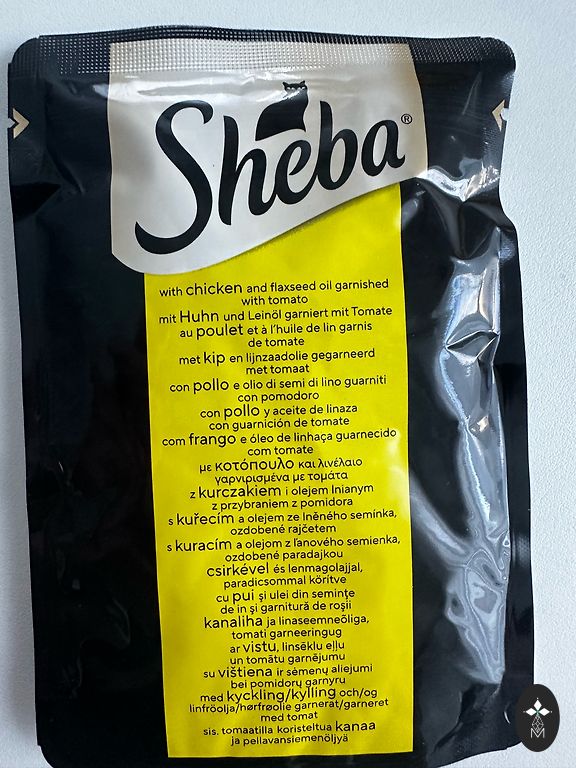 Sheba®
with chicken and flaxseed oil garnished
with tomato
mit Huhn und Leinöl garniert mit Tomate
au poulet et à l'huile de lin garnis
de tomate
met kip en lijnzaadolie gegarneerd
met tomaat
con pollo e olio di semi di lino guarniti
con pomodoro
con pollo y aceite de linaza
con guarnición de tomate
com frango e óleo de linhaça guarnecido
com tomate
με κοτόπουλο και λινέλαιο
γαρνιρισμένα με τομάτα
z kurczakiem i olejem lnianym
z przybraniem z pomidora
s kuřecím a olejem ze lněného semínka,
ozdobené rajčetem
s kuracím a olejom z ľanového semienka,
ozdobené paradajkou
csirkével és lenmagolajjal,
paradicsommal körítve
cu pui și ulei din semințe
de in și garnitură de roșii
kanaliha ja linaseemneõliga,
tomati garneeringug
ar vistu, linsēklu eļļu
un tomātu garnējumu
su vištiena ir sėmenų aliejumi
bei pomidorų garnyru
med kyckling/kylling och/og
linfröolja/hørfrøolie garnerat/garneret
med tomat
sis. tomaatilla koristeltua kanaa
ja pellavansiemenöljyä
M